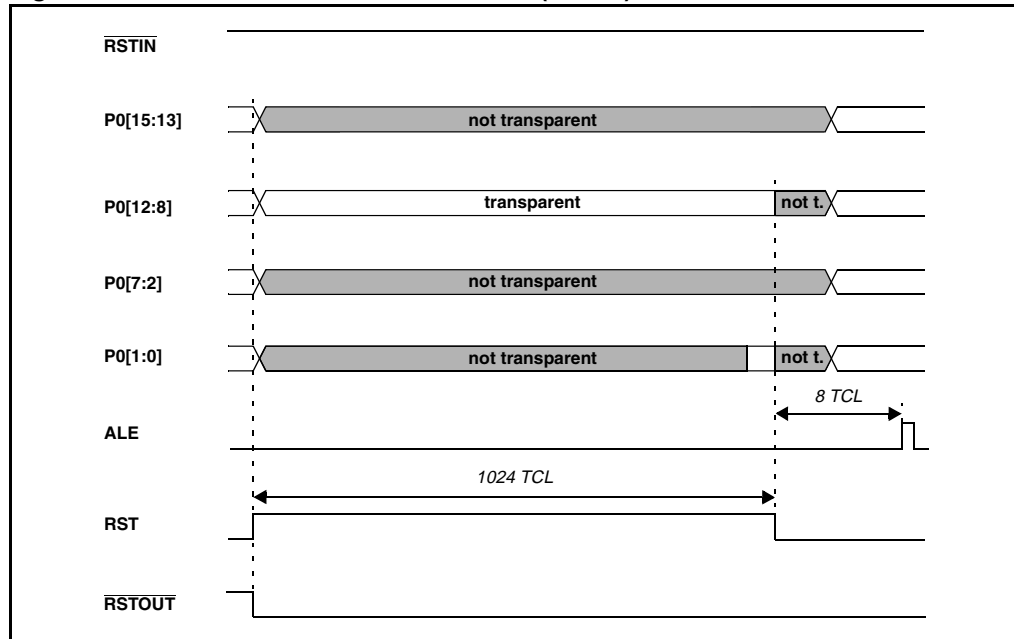 RSTIN
P0[15:13] not transparent
P0[12:8] transparent not t.
P0[7:2] not transparent
P0[1:0] not transparent not t.
8 TCL
ALE
1024 TCL
RST
RSTOUT